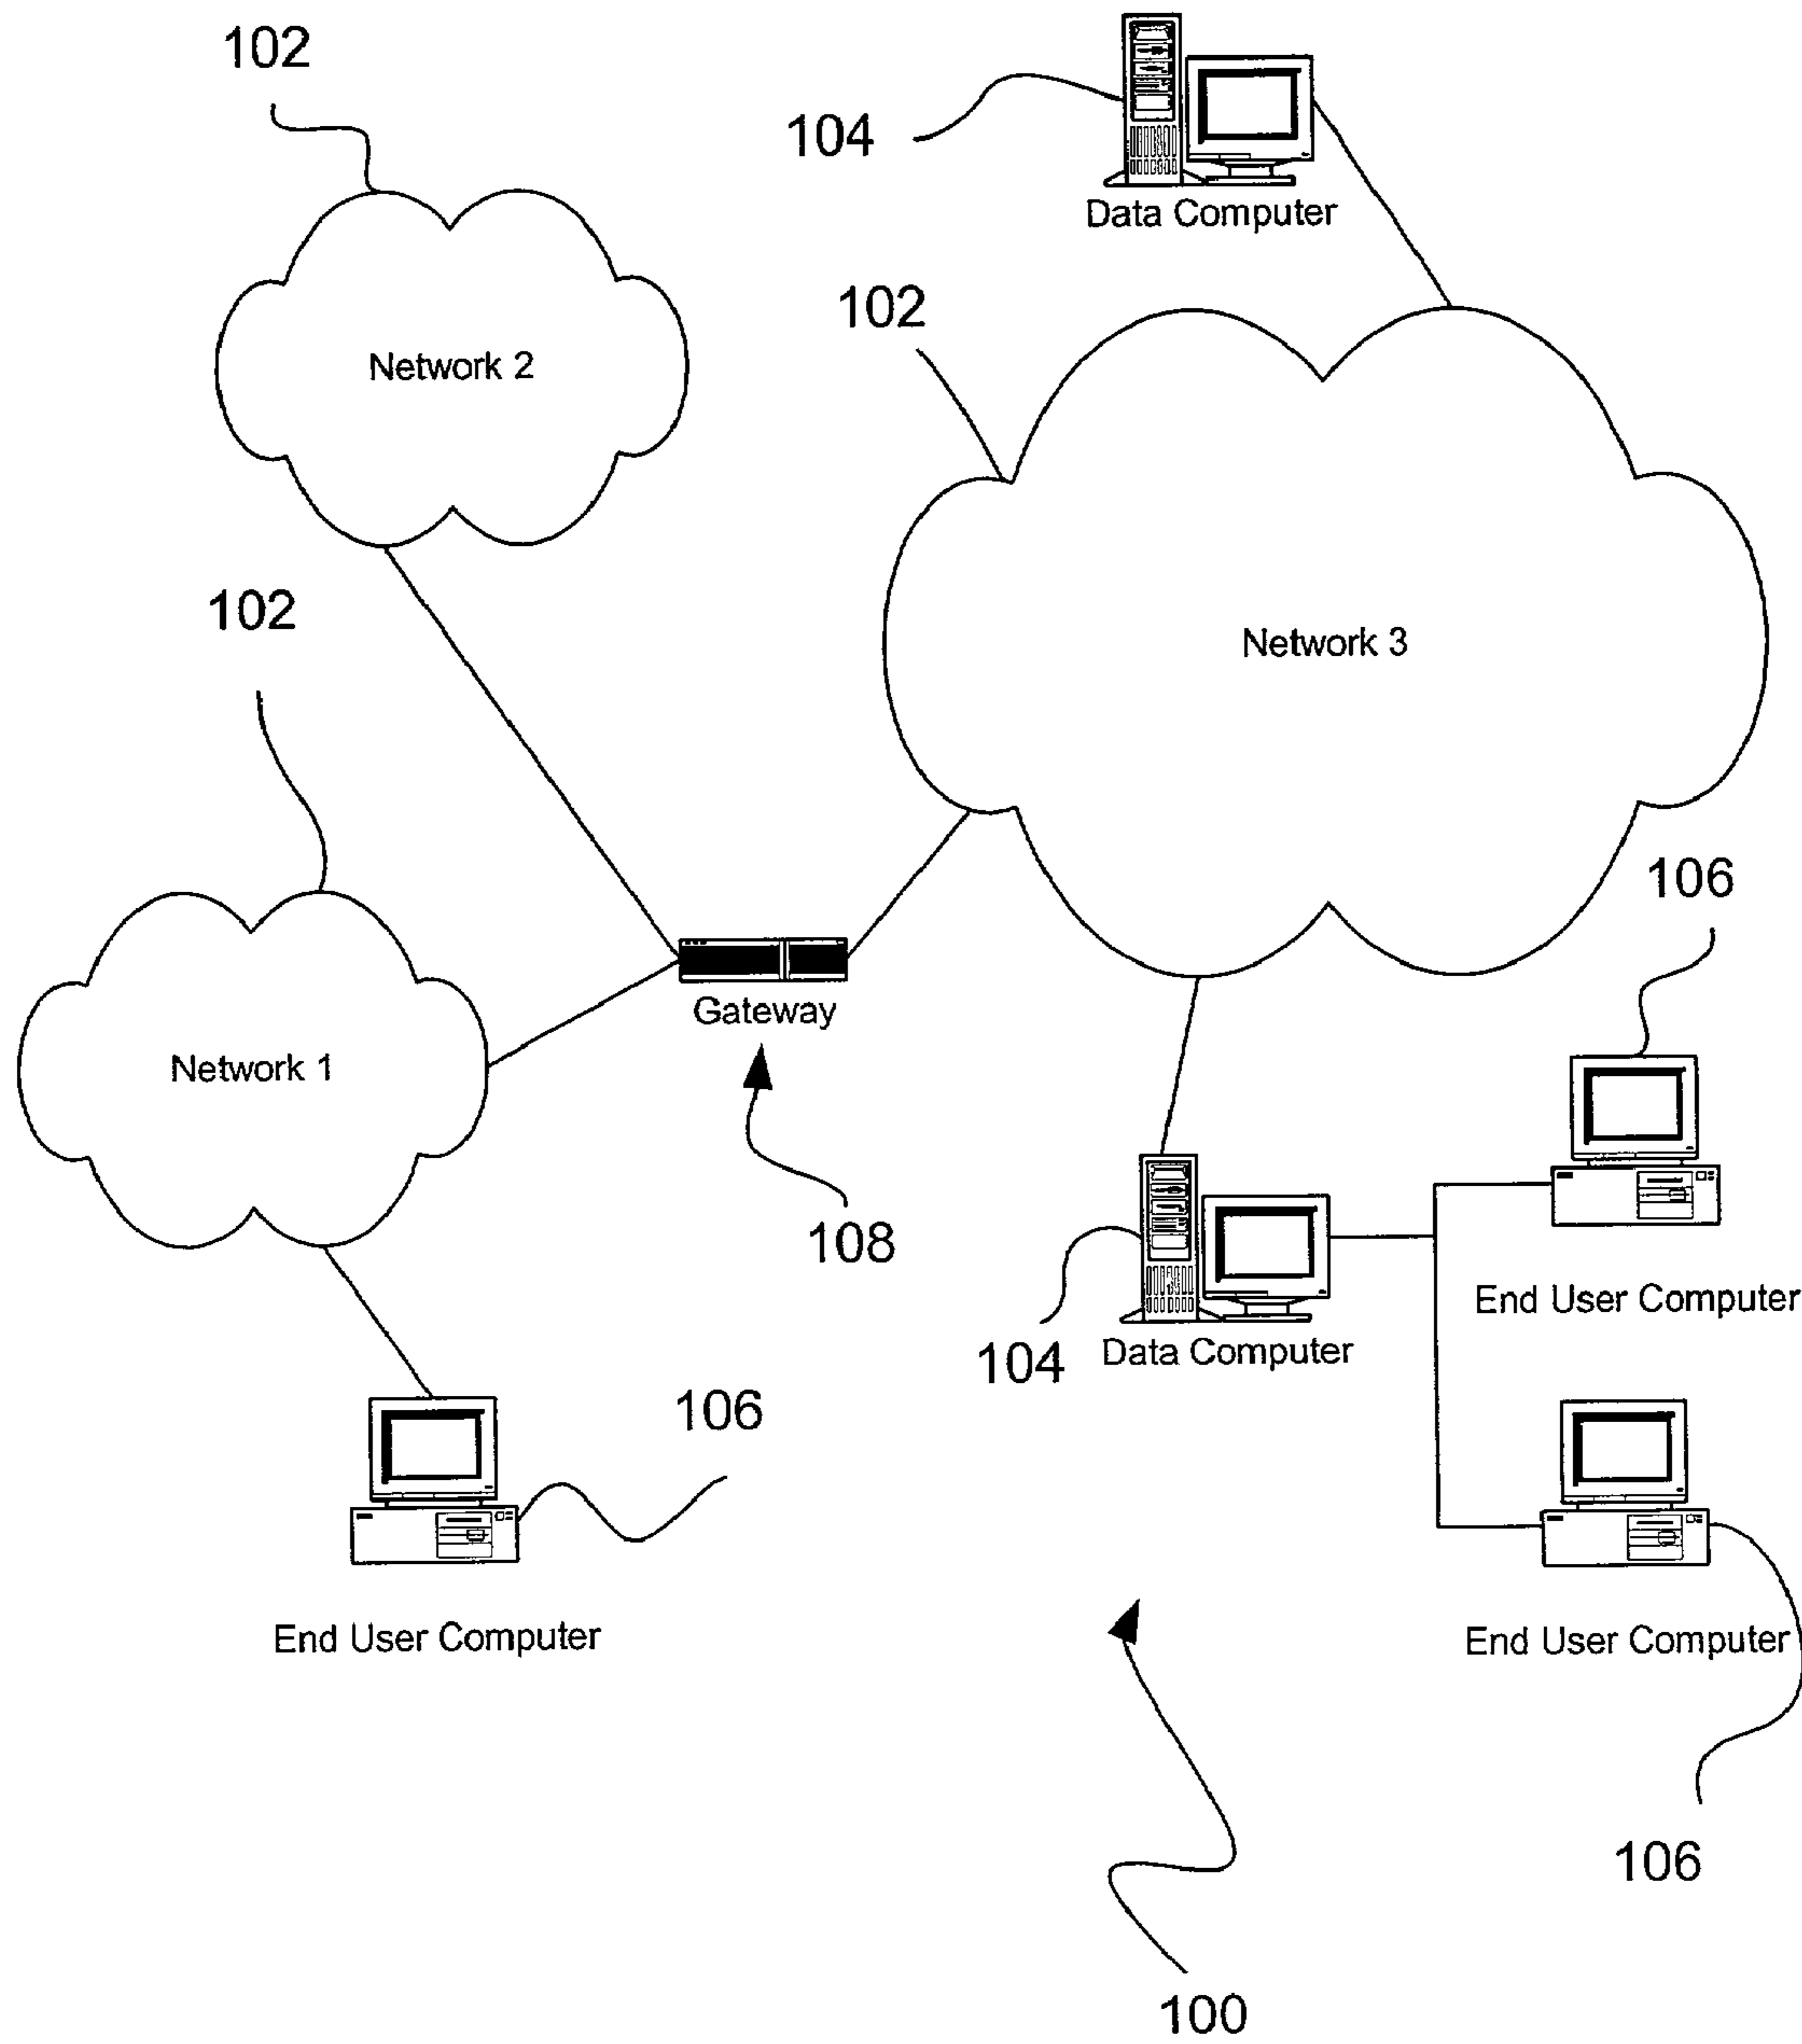 102
104
Data Computer
102
Network 2
102
Network 3
106
Gateway
Network 1
108
End User Computer
104
Data Computer
106
End User Computer
End User Computer
106
100